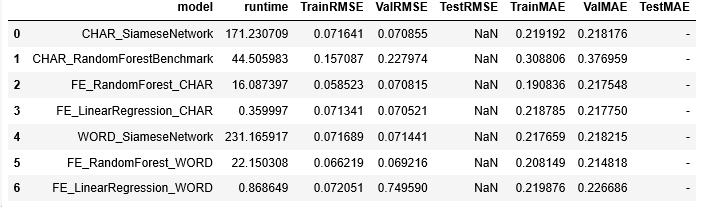 model runtime TrainRMSE ValRMSE TestRMSE TrainMAE ValMAE TestMAE
0 CHAR_SiameseNetwork 171.230709 0.071641 0.070855 NaN 0.219192 0.218176 -
1 CHAR_RandomForestBenchmark 44.505983 0.157087 0.227974 NaN 0.308806 0.376959 -
2 FE_RandomForest_CHAR 16.087397 0.058523 0.070815 NaN 0.190836 0.217548 -
3 FE_LinearRegression_CHAR 0.359997 0.071341 0.070521 NaN 0.218785 0.217750 -
4 WORD_SiameseNetwork 231.165917 0.071689 0.071441 NaN 0.217659 0.218215 -
5 FE_RandomForest_WORD 22.150308 0.066219 0.069216 NaN 0.208149 0.214818 -
6 FE_LinearRegression_WORD 0.868649 0.072051 0.749590 NaN 0.219876 0.226686 -